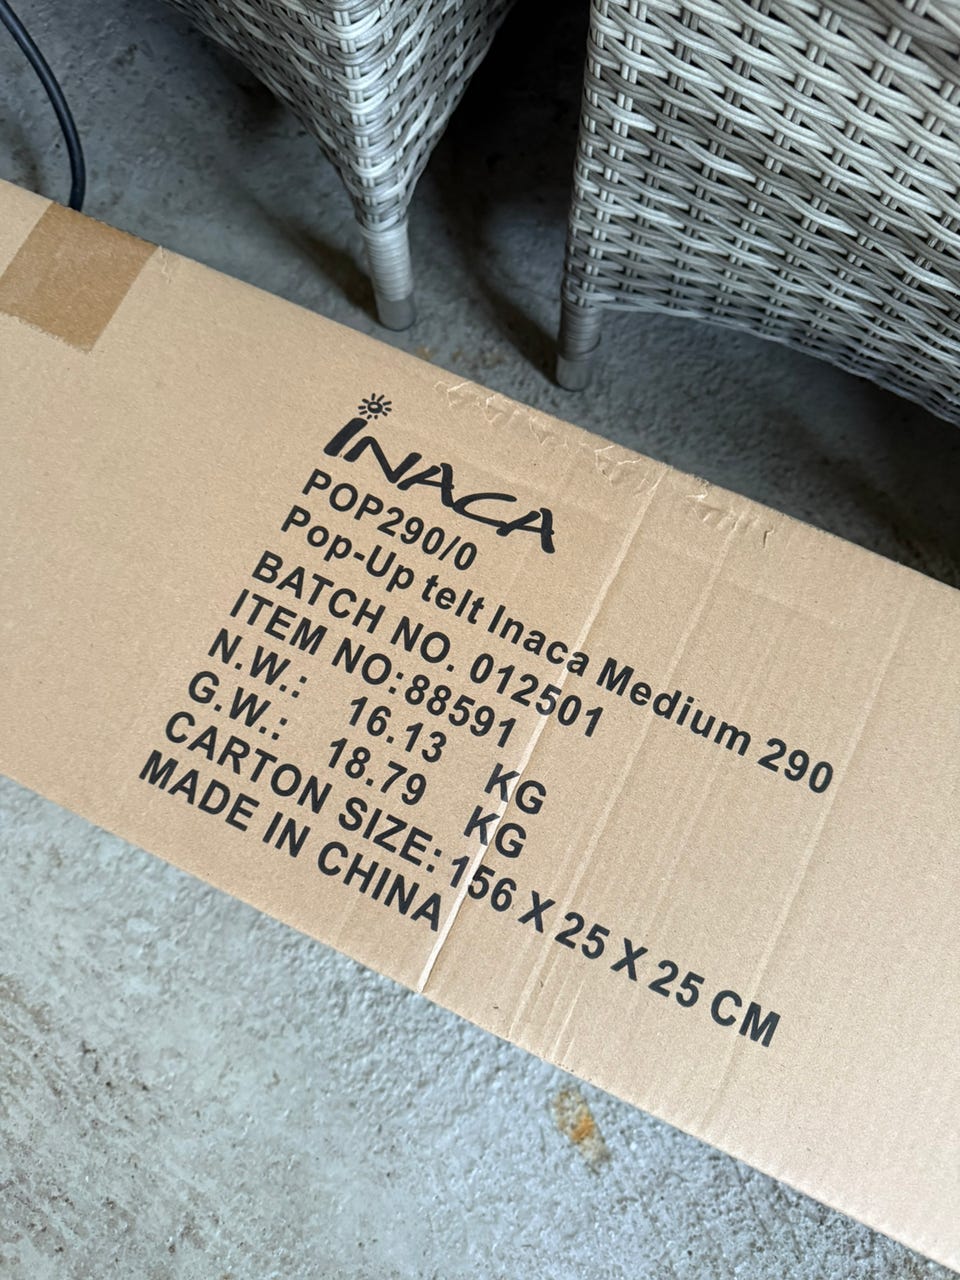 INACA
POP290/0
Pop-Up telt Inaca Medium 290
BATCH NO. 012501
ITEM NO:88591
N.W.: 16.13 KG
G.W.: 18.79 KG
CARTON SIZE: 156 X 25 X 25 CM
MADE IN CHINA